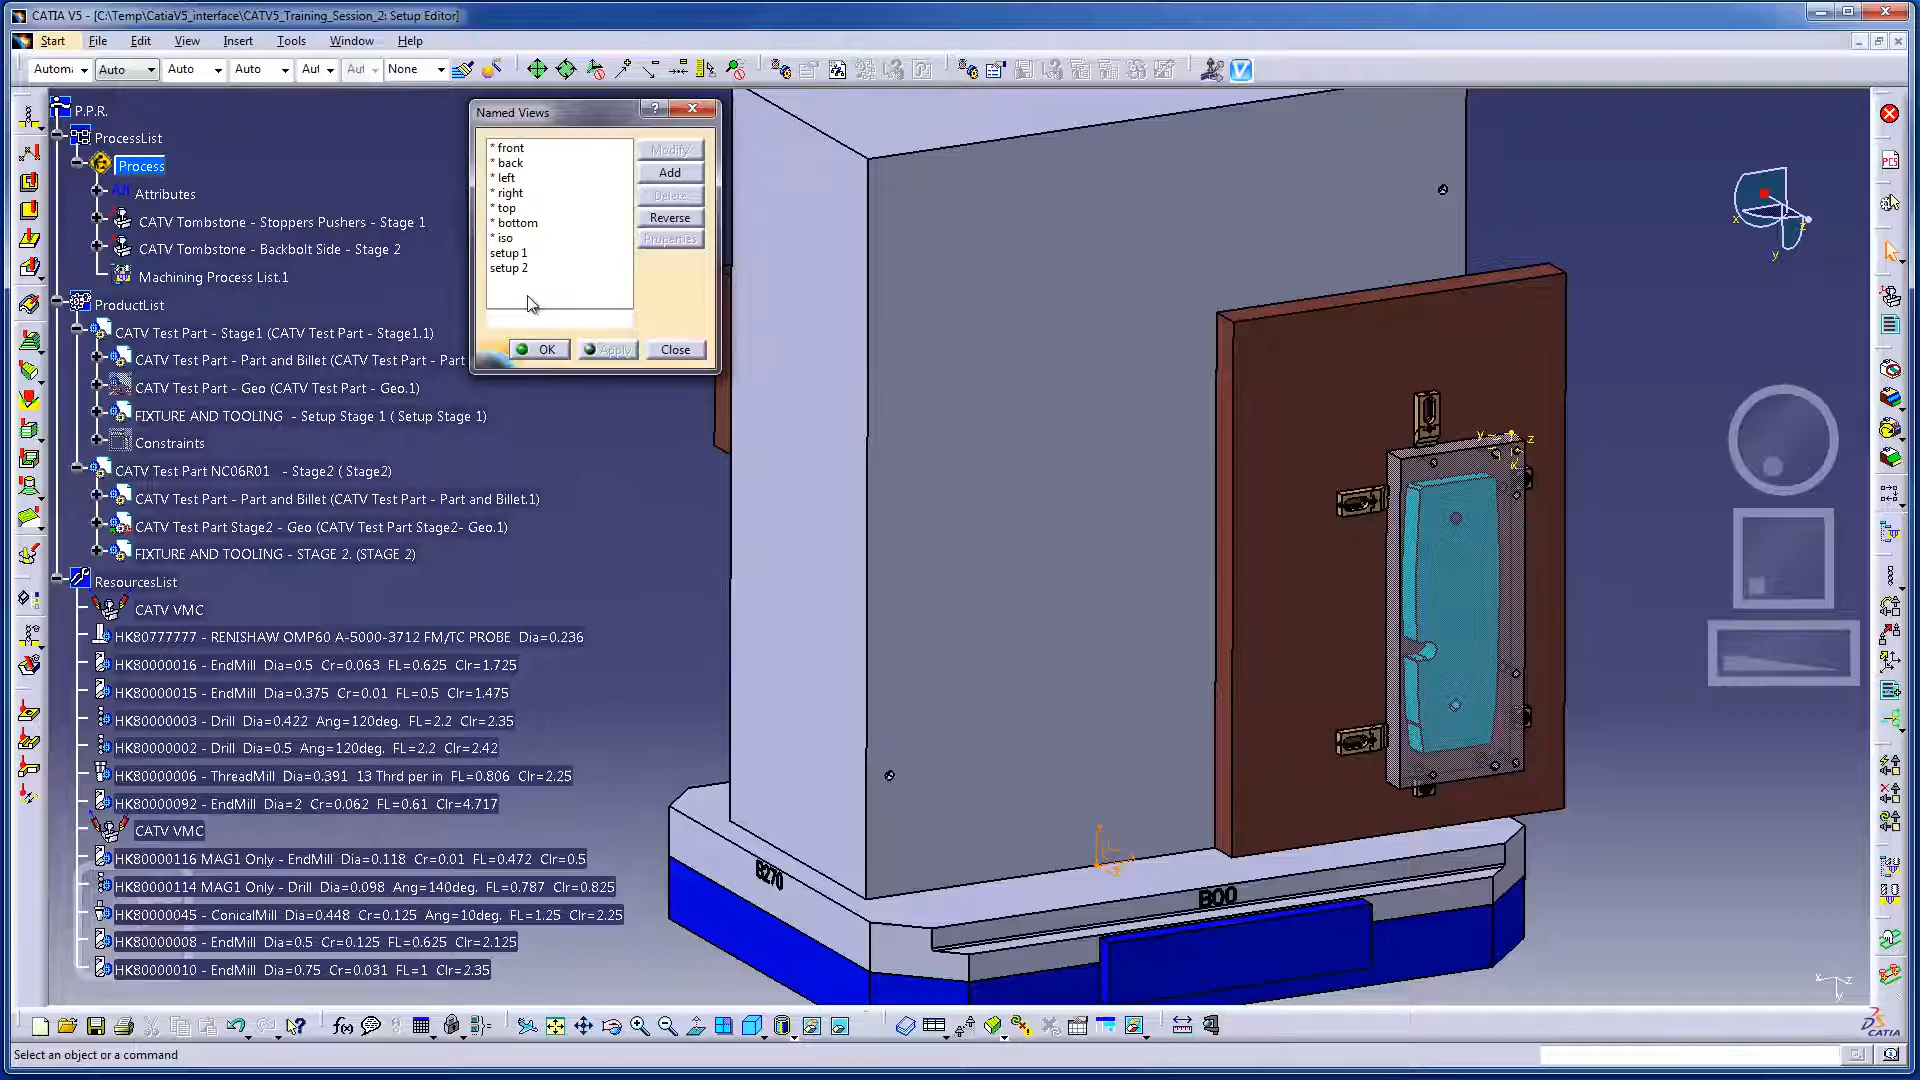 CATIA V5 - [C:\Temp\CatiaV5_interface\CATV5_Training_Session_2: Setup Editor]
Start File Edit View Insert Tools Window Help
Auto Auto Auto None
P.P.R.
ProcessList
Process
Attributes
CATV Tombstone - Stoppers Pushers - Stage 1
CATV Tombstone - Backbolt Side - Stage 2
Machining Process List.1
ProductList
CATV Test Part - Stage1 (CATV Test Part - Stage1.1)
CATV Test Part - Part and Billet (CATV Test Part - Part
CATV Test Part - Geo (CATV Test Part - Geo.1)
FIXTURE AND TOOLING - Setup Stage 1 ( Setup Stage 1)
Constraints
CATV Test Part NC06R01 - Stage2 ( Stage2)
CATV Test Part - Part and Billet (CATV Test Part - Part and Billet.1)
CATV Test Part Stage2 - Geo (CATV Test Part Stage2- Geo.1)
FIXTURE AND TOOLING - STAGE 2. (STAGE 2)
ResourcesList
CATV VMC
HK80777777 - RENISHAW OMP60 A-5000-3712 FM/TC PROBE Dia=0.236
HK80000016 - EndMill Dia=0.5 Cr=0.063 FL=0.625 Clr=1.725
HK80000015 - EndMill Dia=0.375 Cr=0.01 FL=0.5 Clr=1.475
HK80000003 - Drill Dia=0.422 Ang=120deg. FL=2.2 Clr=2.35
HK80000002 - Drill Dia=0.5 Ang=120deg. FL=2.2 Clr=2.42
HK80000006 - ThreadMill Dia=0.391 13 Thrd per in FL=0.806 Clr=2.25
HK80000092 - EndMill Dia=2 Cr=0.062 FL=0.61 Clr=4.717
CATV VMC
HK80000116 MAG1 Only - EndMill Dia=0.118 Cr=0.01 FL=0.472 Clr=0.5
HK80000114 MAG1 Only - Drill Dia=0.098 Ang=140deg. FL=0.787 Clr=0.825
HK80000045 - ConicalMill Dia=0.448 Cr=0.125 Ang=10deg. FL=1.25 Clr=2.25
HK80000008 - EndMill Dia=0.5 Cr=0.125 FL=0.625 Clr=2.125
HK80000010 - EndMill Dia=0.75 Cr=0.031 FL=1 Clr=2.35
Named Views
* front
* back
* left
* right
* top
* bottom
* iso
setup 1
setup 2
Modify
Add
Delete
Reverse
Properties
OK Apply Close
B270
B00
x
y
z
y
z
x
x
z
y
PCS
f(x)
CATIA
Select an object or a command